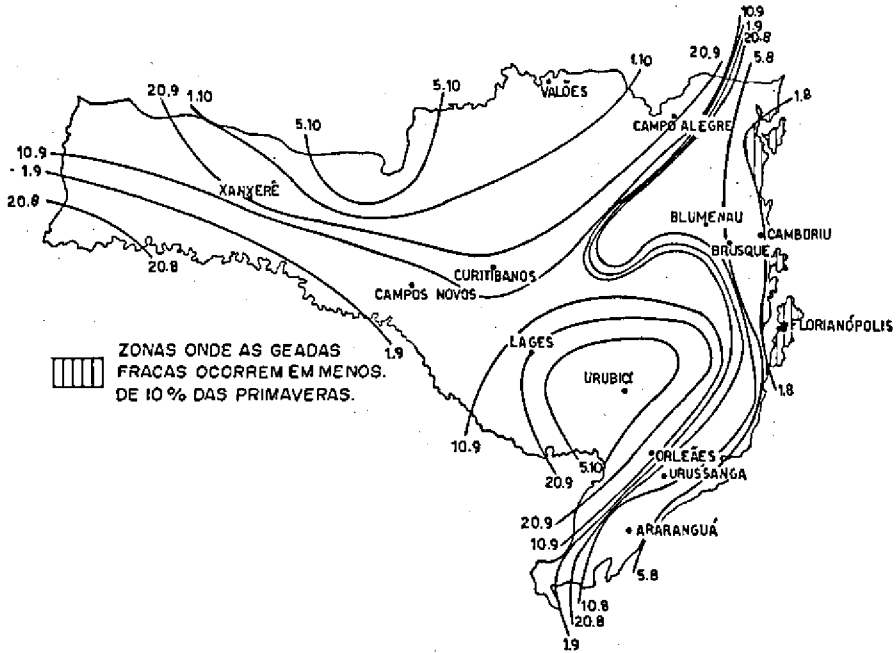 10.9
1.9
20.8
20.9
5.8
1.10
VALÕES
5.10
20.9
1.10
1.8
5.10
CAMPO ALEGRE
10.9
1.9
XANXERÊ
20.8
BLUMENAU
CAMBORIU
BRUSQUE
20.8
CURITIBANOS
CAMPOS NOVOS
FLORIANÓPOLIS
LAGES
1.9
ZONAS ONDE AS GEADAS
FRACAS OCORREM EM MENOS.
DE 10% DAS PRIMAVERAS.
URUBICI
1.8
10.9
ORLEÃES
5.10
URUSSANGA
20.9
20.9
ARARANGUÁ
10.9
5.8
10.8
20.8
1.9